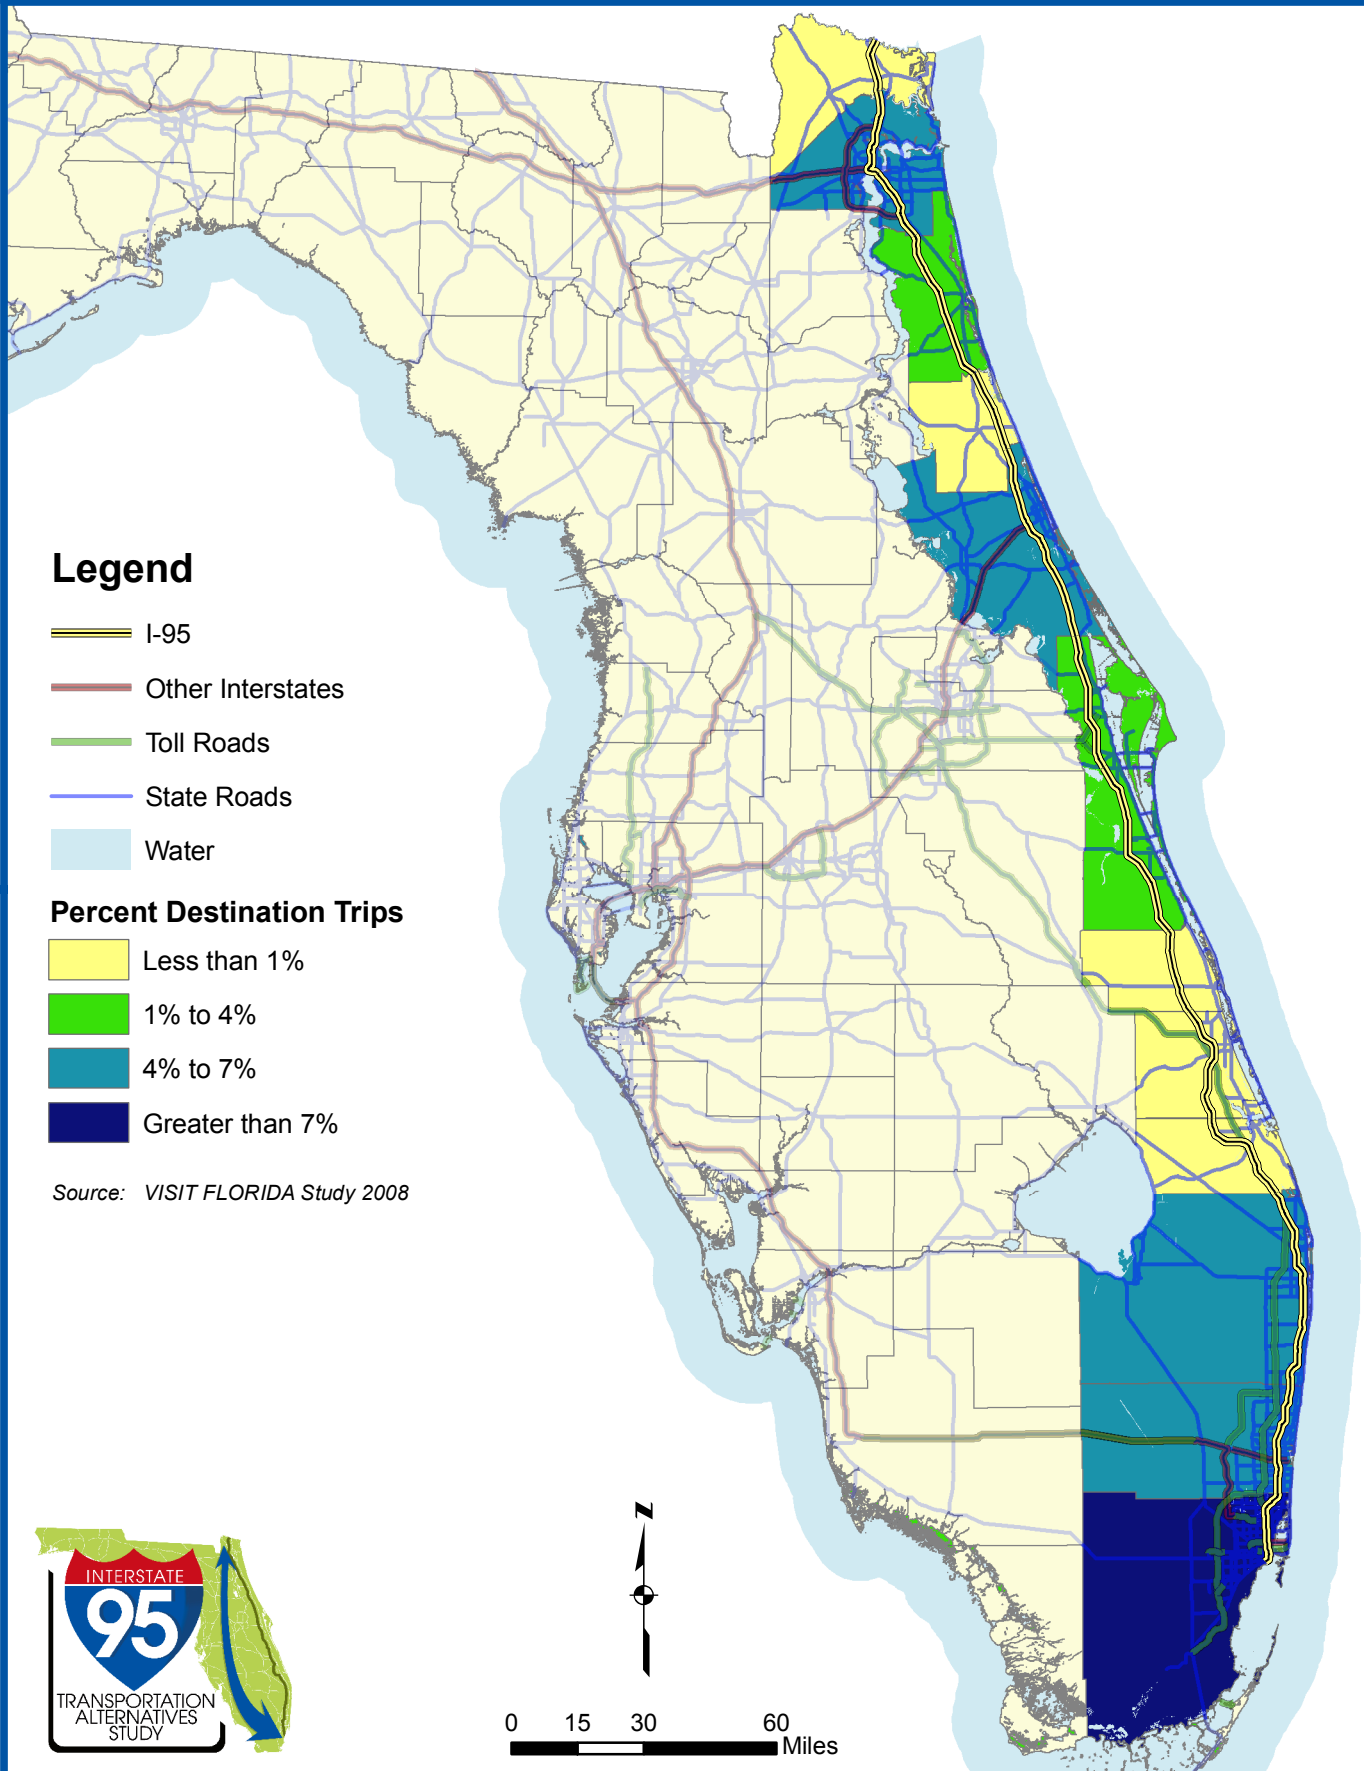 Legend
I-95
Other Interstates
Toll Roads
State Roads
Water
Percent Destination Trips
Less than 1%
1% to 4%
4% to 7%
Greater than 7%
Source: VISIT FLORIDA Study 2008
INTERSTATE
95
TRANSPORTATION
ALTERNATIVES
STUDY
N
0 15 30 60
Miles